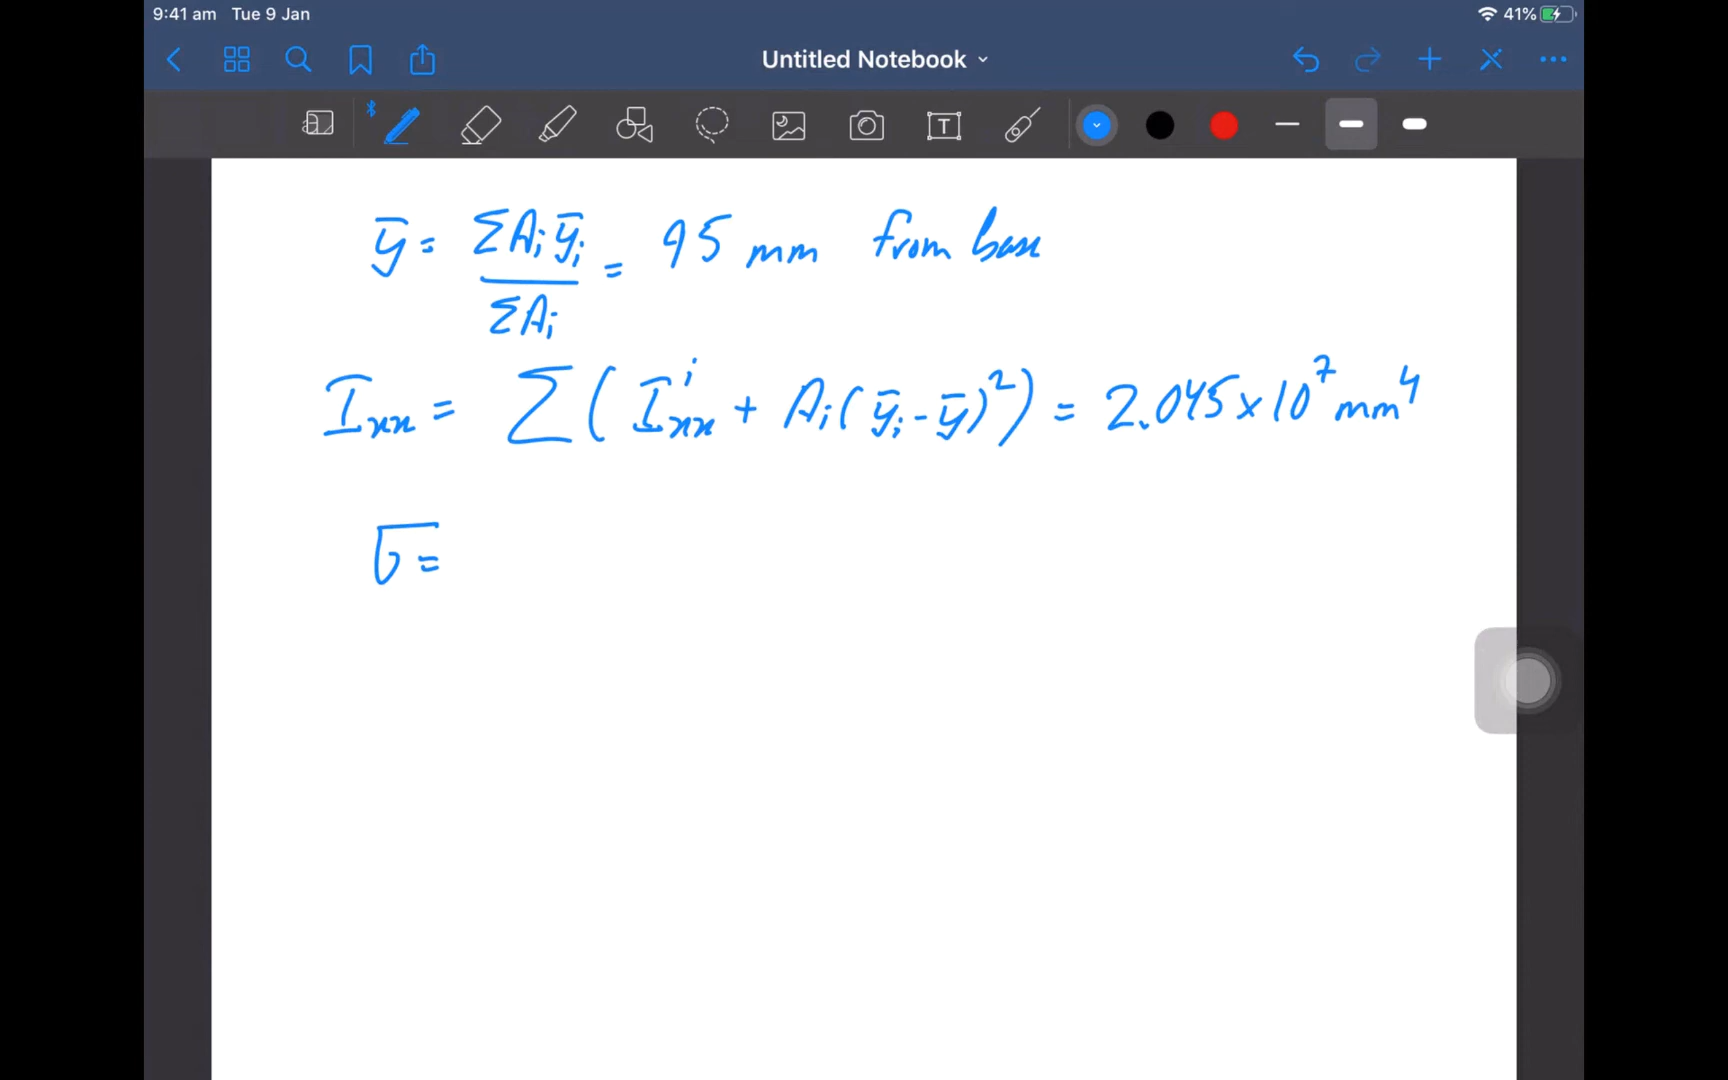 9:41 am Tue 9 Jan 41%
Untitled Notebook
T
ȳ = ΣAᵢȳᵢ / ΣAᵢ = 95 mm from base
Iₓₓ = Σ(Iⁱₓₓ + Aᵢ(ȳᵢ - ȳ)²) = 2.045 x 10⁷ mm⁴
σ =